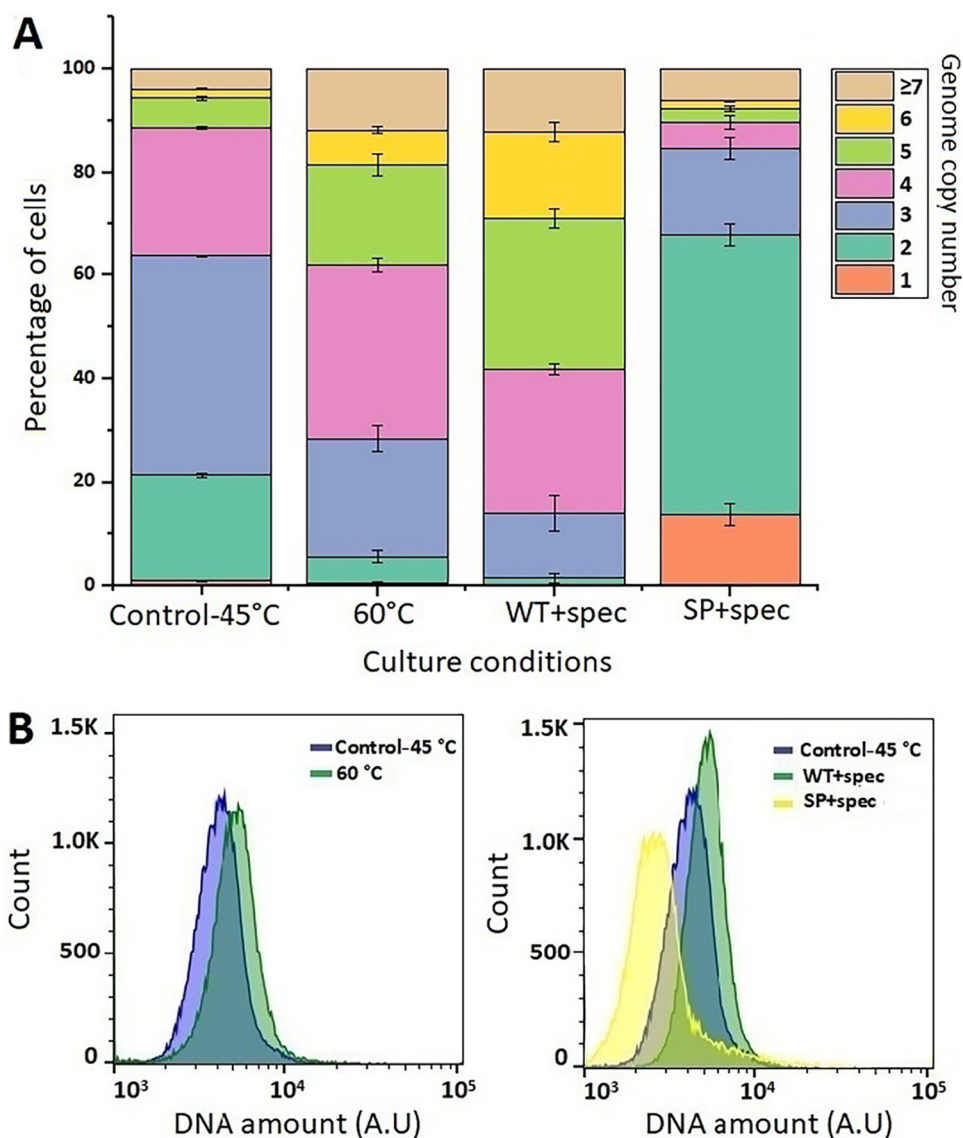 A
Percentage of cells
100
80
60
40
20
0
Control-45°C 60°C WT+spec SP+spec
Culture conditions
≥7
6
5
4
3
2
1
Genome copy number
B
1.5K
1.0K
500
0
Count
Control-45 °C
60 °C
10³ 10⁴ 10⁵
DNA amount (A.U)
1.5K
1.0K
500
0
Count
Control-45 °C
WT+spec
SP+spec
10³ 10⁴ 10⁵
DNA amount (A.U)